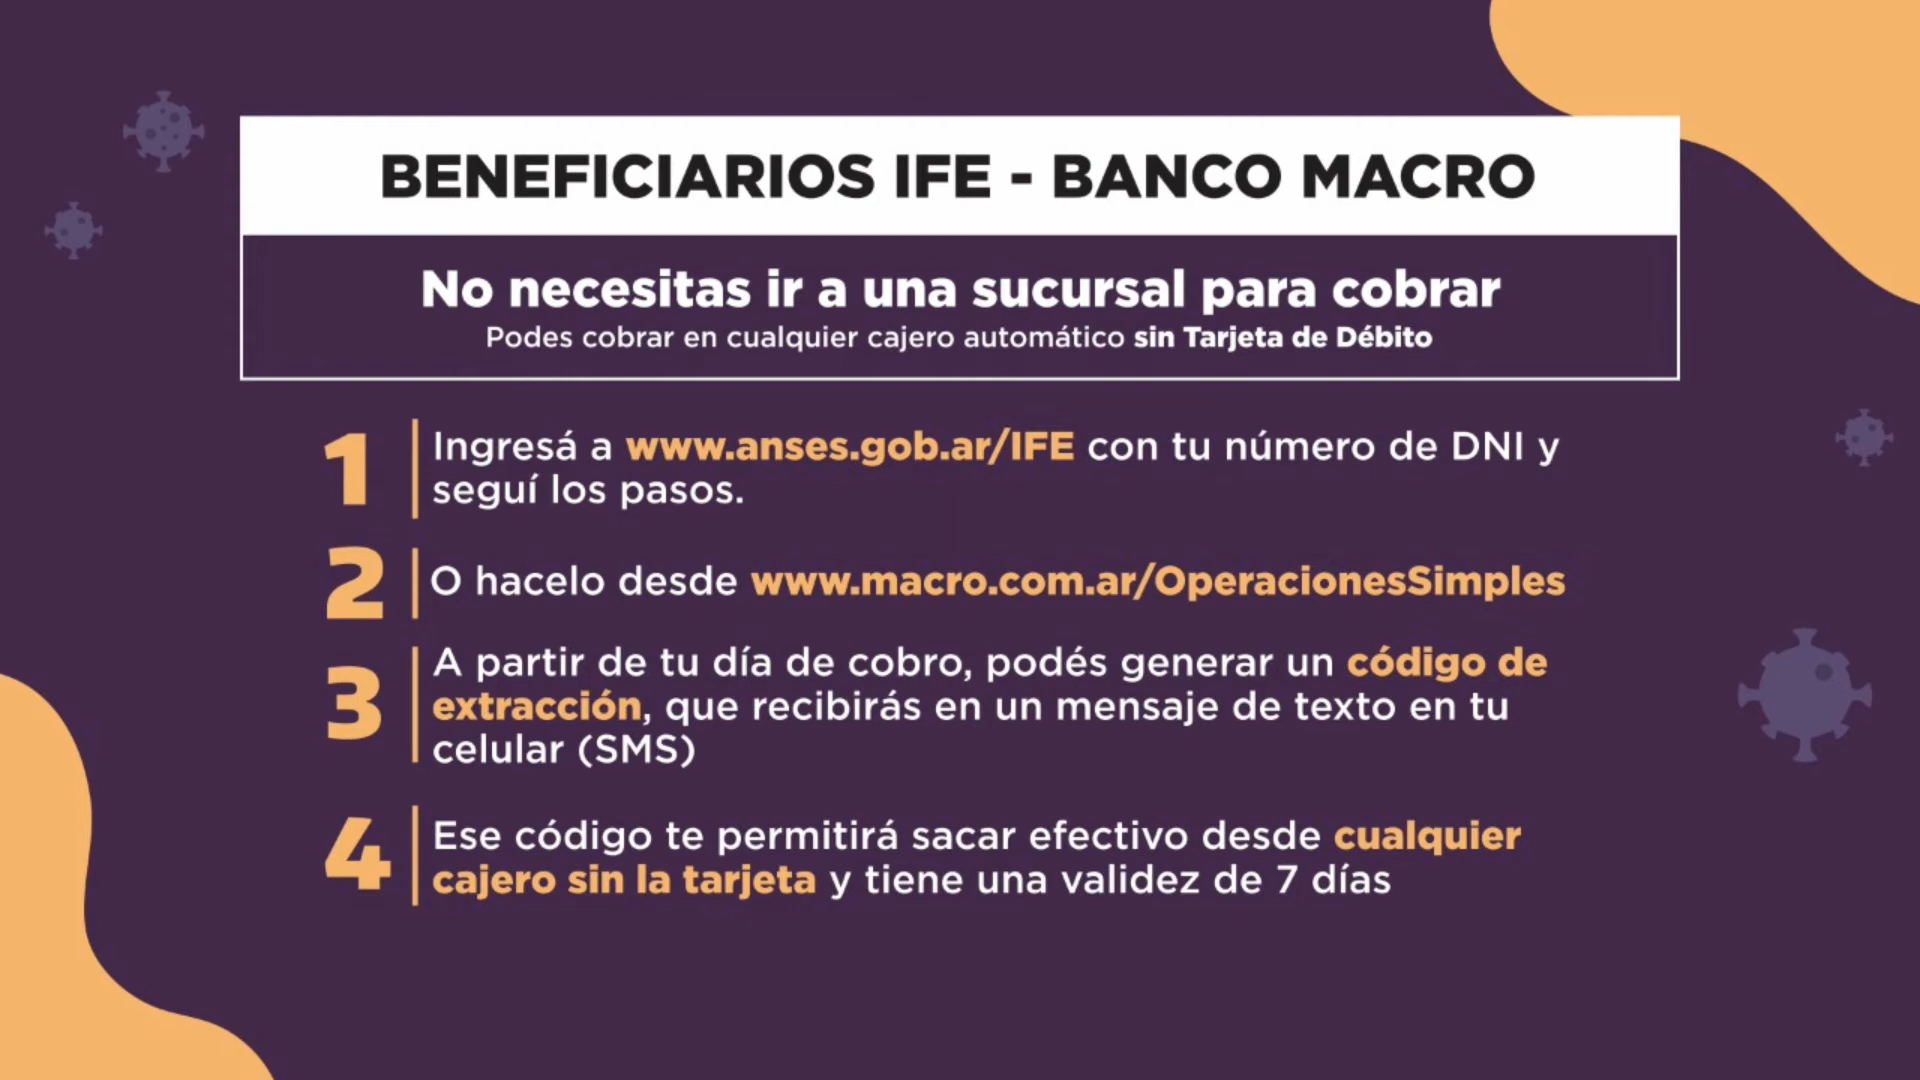 BENEFICIARIOS IFE - BANCO MACRO
No necesitas ir a una sucursal para cobrar
Podes cobrar en cualquier cajero automático sin Tarjeta de Débito
1
Ingresá a www.anses.gob.ar/IFE con tu número de DNI y
seguí los pasos.
2
O hacelo desde www.macro.com.ar/OperacionesSimples
3
A partir de tu día de cobro, podés generar un código de
extracción, que recibirás en un mensaje de texto en tu
celular (SMS)
4
Ese código te permitirá sacar efectivo desde cualquier
cajero sin la tarjeta y tiene una validez de 7 días